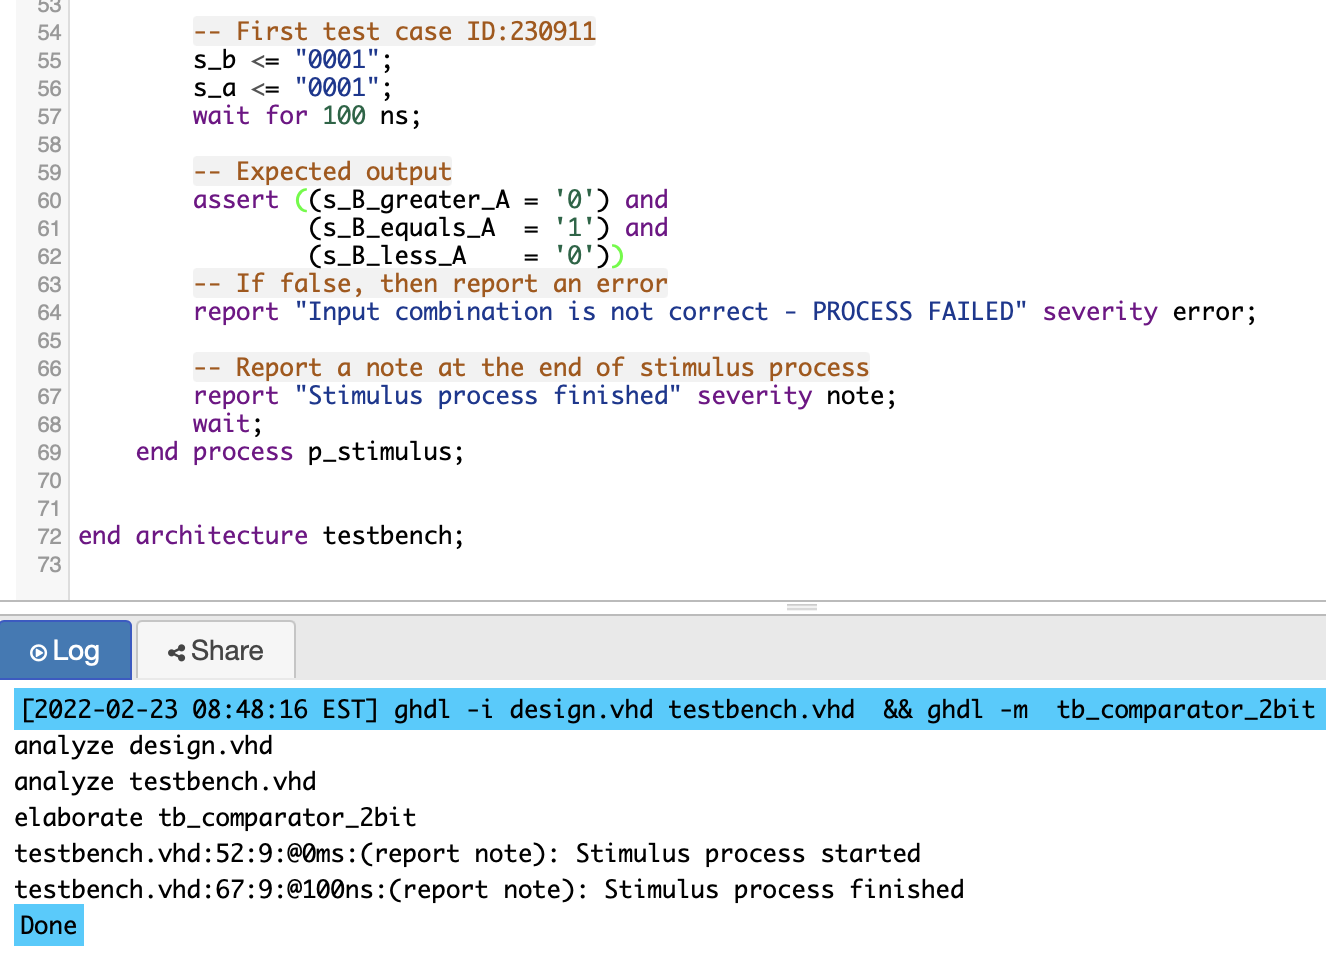 53
54 -- First test case ID:230911
55 s_b <= "0001";
56 s_a <= "0001";
57 wait for 100 ns;
58
59 -- Expected output
60 assert ((s_B_greater_A = '0') and
61 (s_B_equals_A  = '1') and
62 (s_B_less_A    = '0'))
63 -- If false, then report an error
64 report "Input combination is not correct - PROCESS FAILED" severity error;
65
66 -- Report a note at the end of stimulus process
67 report "Stimulus process finished" severity note;
68 wait;
69 end process p_stimulus;
70
71
72 end architecture testbench;
73
Log Share
[2022-02-23 08:48:16 EST] ghdl -i design.vhd testbench.vhd  && ghdl -m  tb_comparator_2bit
analyze design.vhd
analyze testbench.vhd
elaborate tb_comparator_2bit
testbench.vhd:52:9:@0ms:(report note): Stimulus process started
testbench.vhd:67:9:@100ns:(report note): Stimulus process finished
Done